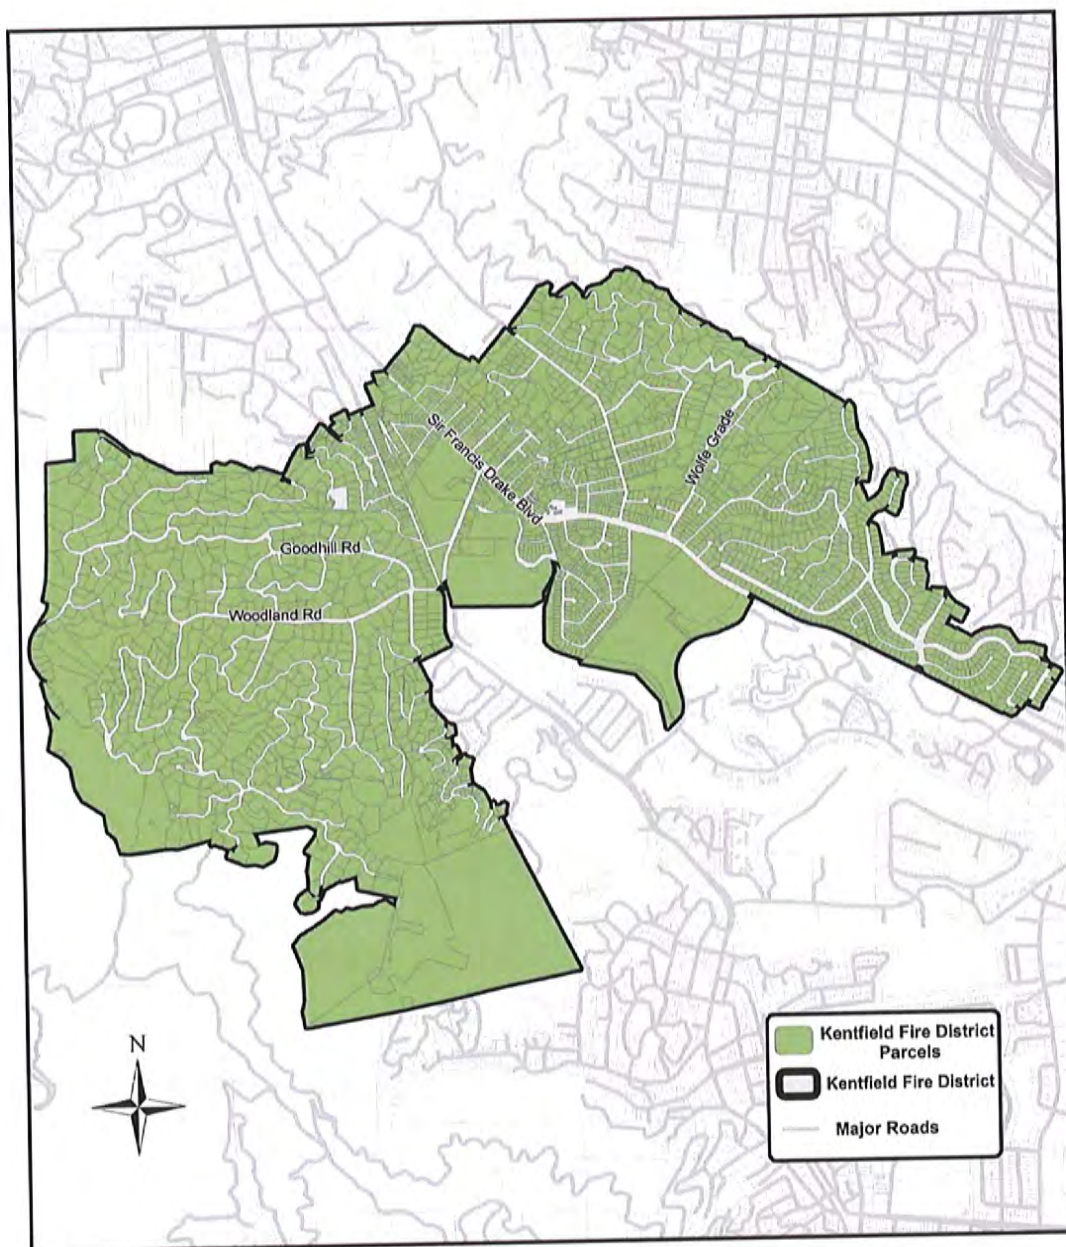 Sir Francis Drake Blvd
Wolfe Grade
Goodhill Rd
Woodland Rd
N
Kentfield Fire District
Parcels
Kentfield Fire District
Major Roads